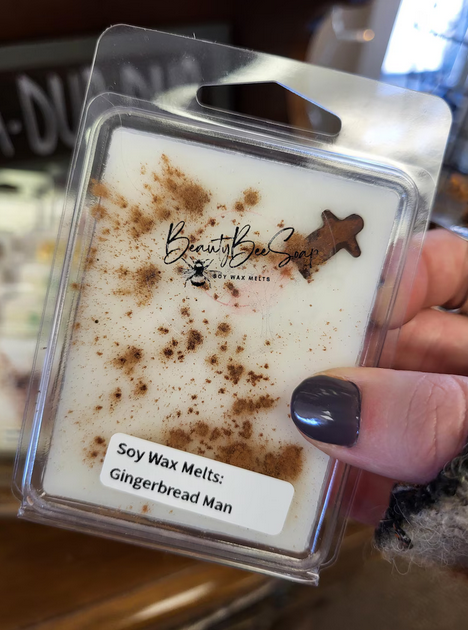 BeautyBeeSoap
SOY WAX MELTS
Soy Wax Melts:
Gingerbread Man